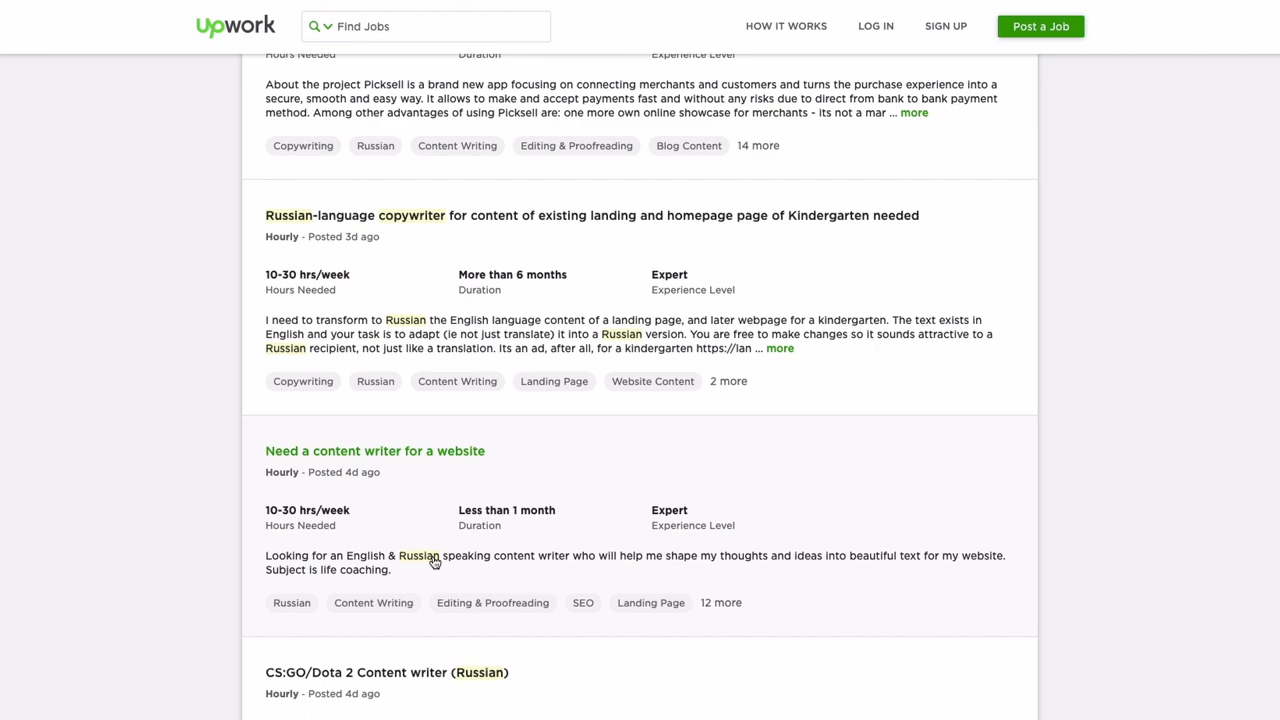 upwork
Find Jobs
HOW IT WORKS
LOG IN
SIGN UP
Post a Job
Hours Needed
Duration
Experience Level
About the project Picksell is a brand new app focusing on connecting merchants and customers and turns the purchase experience into a
secure, smooth and easy way. It allows to make and accept payments fast and without any risks due to direct from bank to bank payment
method. Among other advantages of using Picksell are: one more own online showcase for merchants - its not a mar ... more
Copywriting
Russian
Content Writing
Editing & Proofreading
Blog Content
14 more
Russian-language copywriter for content of existing landing and homepage page of Kindergarten needed
Hourly - Posted 3d ago
10-30 hrs/week
More than 6 months
Expert
Hours Needed
Duration
Experience Level
I need to transform to Russian the English language content of a landing page, and later webpage for a kindergarten. The text exists in
English and your task is to adapt (ie not just translate) it into a Russian version. You are free to make changes so it sounds attractive to a
Russian recipient, not just like a translation. Its an ad, after all, for a kindergarten https://lan ... more
Copywriting
Russian
Content Writing
Landing Page
Website Content
2 more
Need a content writer for a website
Hourly - Posted 4d ago
10-30 hrs/week
Less than 1 month
Expert
Hours Needed
Duration
Experience Level
Looking for an English & Russian speaking content writer who will help me shape my thoughts and ideas into beautiful text for my website.
Subject is life coaching.
Russian
Content Writing
Editing & Proofreading
SEO
Landing Page
12 more
CS:GO/Dota 2 Content writer (Russian)
Hourly - Posted 4d ago